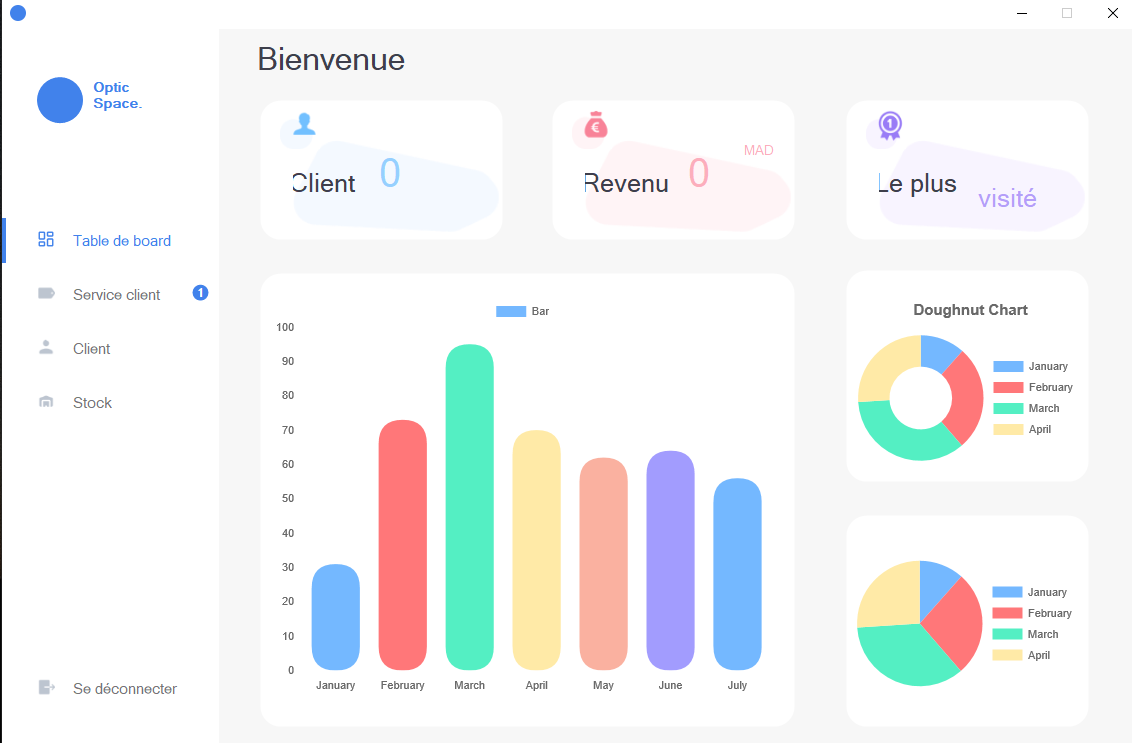 Optic
Space.
Table de board
Service client 1
Client
Stock
Se déconnecter
Bienvenue
Client 0
MAD
€
Revenu 0
1
Le plus
visité
Bar
100
90
80
70
60
50
40
30
20
10
0
January February March April May June July
Doughnut Chart
January
February
March
April
January
February
March
April